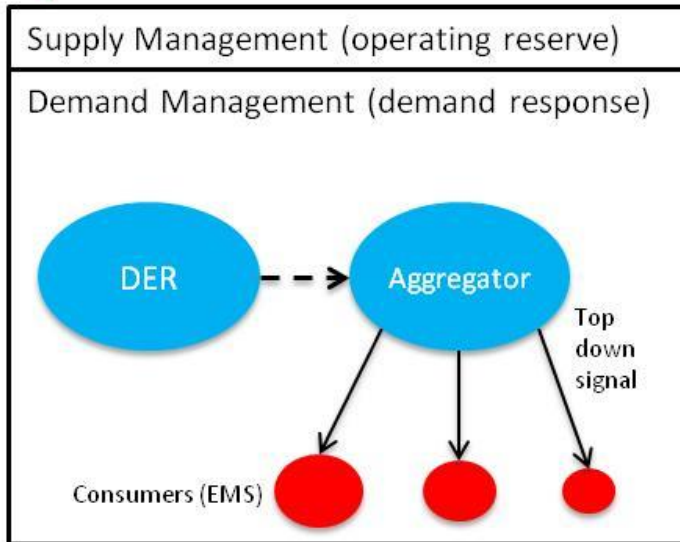 Supply Management (operating reserve)
Demand Management (demand response)
DER
Aggregator
Top
down
signal
Consumers (EMS)